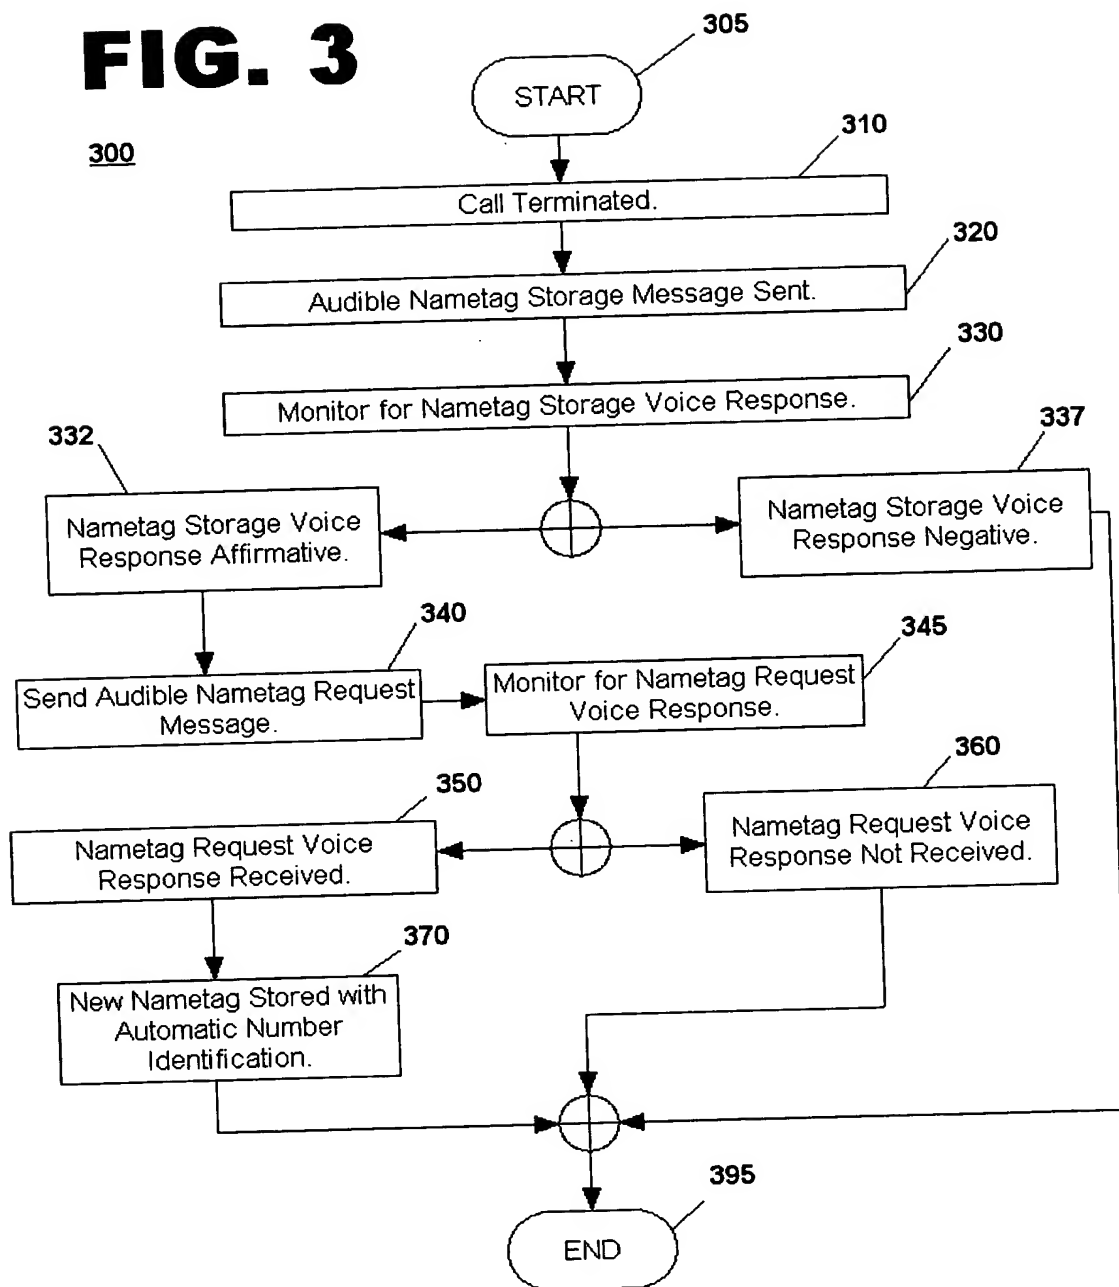 FIG. 3
305
START
300
310
Call Terminated.
320
Audible Nametag Storage Message Sent.
330
Monitor for Nametag Storage Voice Response.
332
337
Nametag Storage Voice
Response Affirmative.
Nametag Storage Voice
Response Negative.
340
345
Send Audible Nametag Request
Message.
Monitor for Nametag Request
Voice Response.
350
360
Nametag Request Voice
Response Received.
Nametag Request Voice
Response Not Received.
370
New Nametag Stored with
Automatic Number
Identification.
395
END